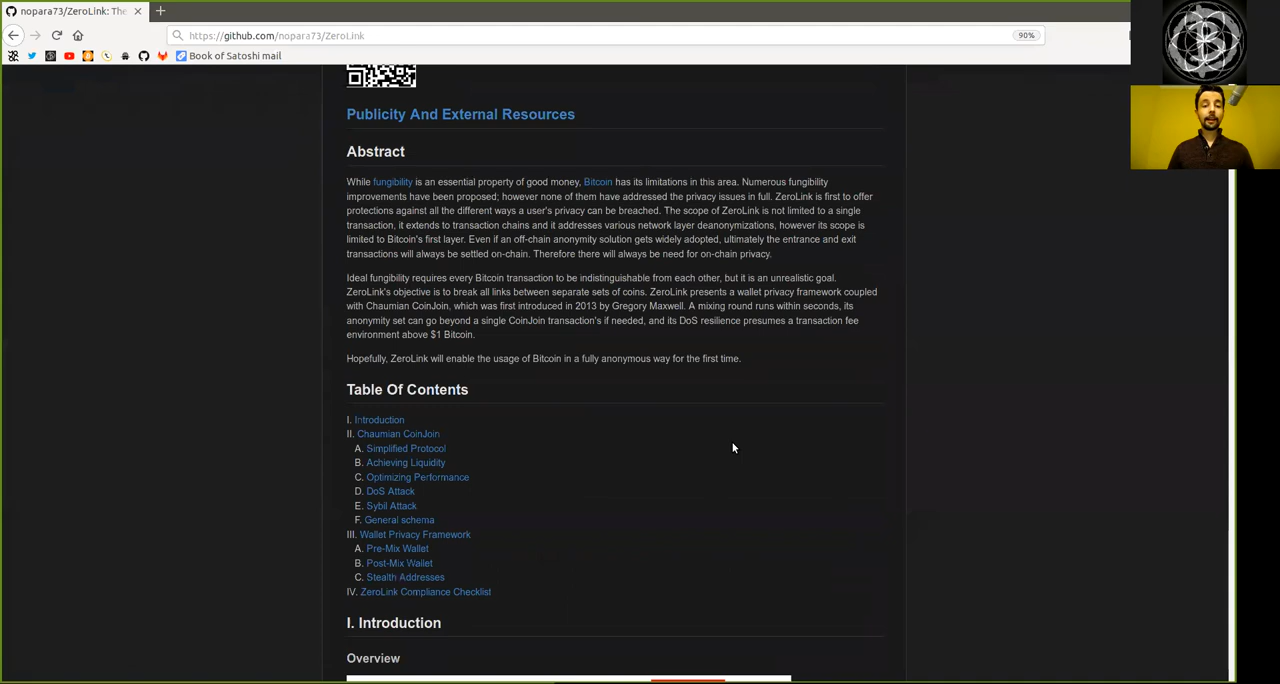 nopara73/ZeroLink: The
https://github.com/nopara73/ZeroLink
90%
Book of Satoshi mail
Publicity And External Resources
Abstract
While fungibility is an essential property of good money, Bitcoin has its limitations in this area. Numerous fungibility
improvements have been proposed; however none of them have addressed the privacy issues in full. ZeroLink is first to offer
protections against all the different ways a user's privacy can be breached. The scope of ZeroLink is not limited to a single
transaction, it extends to transaction chains and it addresses various network layer deanonymizations, however its scope is
limited to Bitcoin's first layer. Even if an off-chain anonymity solution gets widely adopted, ultimately the entrance and exit
transactions will always be settled on-chain. Therefore there will always be need for on-chain privacy.
Ideal fungibility requires every Bitcoin transaction to be indistinguishable from each other, but it is an unrealistic goal.
ZeroLink's objective is to break all links between separate sets of coins. ZeroLink presents a wallet privacy framework coupled
with Chaumian CoinJoin, which was first introduced in 2013 by Gregory Maxwell. A mixing round runs within seconds, its
anonymity set can go beyond a single CoinJoin transaction's if needed, and its DoS resilience presumes a transaction fee
environment above $1 Bitcoin.
Hopefully, ZeroLink will enable the usage of Bitcoin in a fully anonymous way for the first time.
Table Of Contents
I. Introduction
II. Chaumian CoinJoin
A. Simplified Protocol
B. Achieving Liquidity
C. Optimizing Performance
D. DoS Attack
E. Sybil Attack
F. General schema
III. Wallet Privacy Framework
A. Pre-Mix Wallet
B. Post-Mix Wallet
C. Stealth Addresses
IV. ZeroLink Compliance Checklist
I. Introduction
Overview